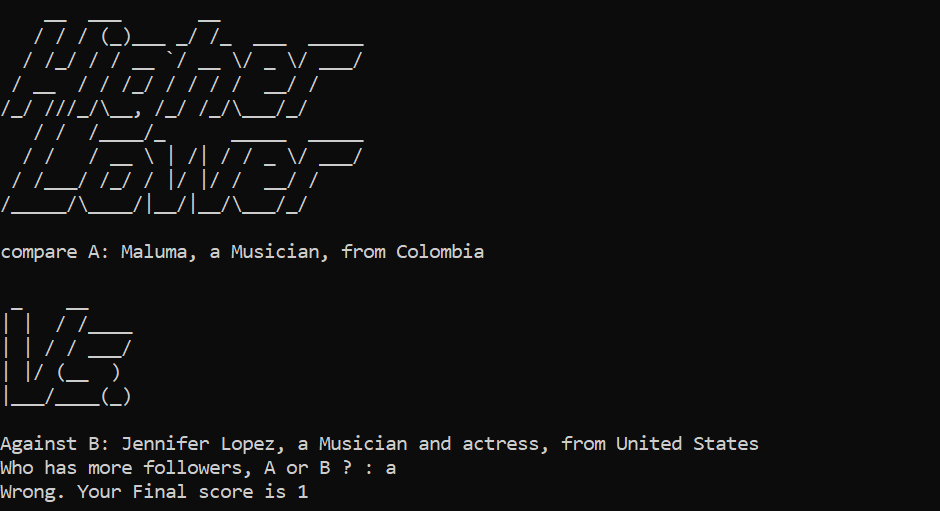 Higher
Lower
compare A: Maluma, a Musician, from Colombia
Vs.
Against B: Jennifer Lopez, a Musician and actress, from United States
Who has more followers, A or B ? : a
Wrong. Your Final score is 1